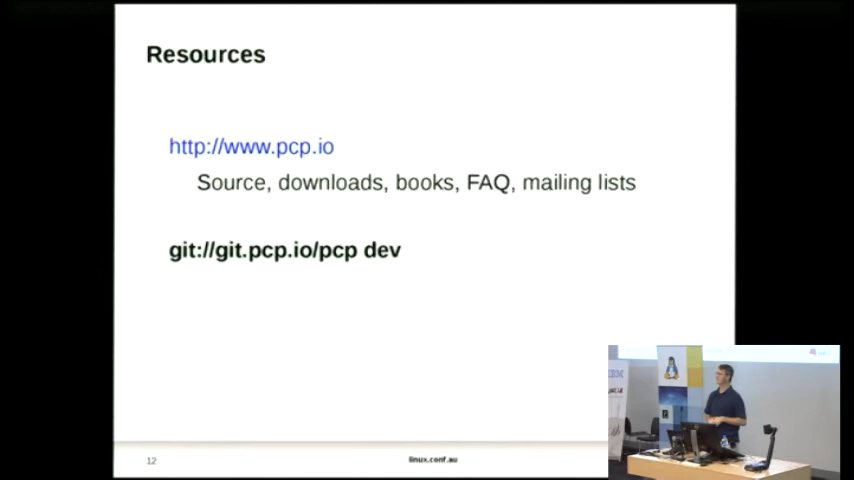 Resources
http://www.pcp.io
Source, downloads, books, FAQ, mailing lists
git://git.pcp.io/pcp dev
12
linux.conf.au
IBM